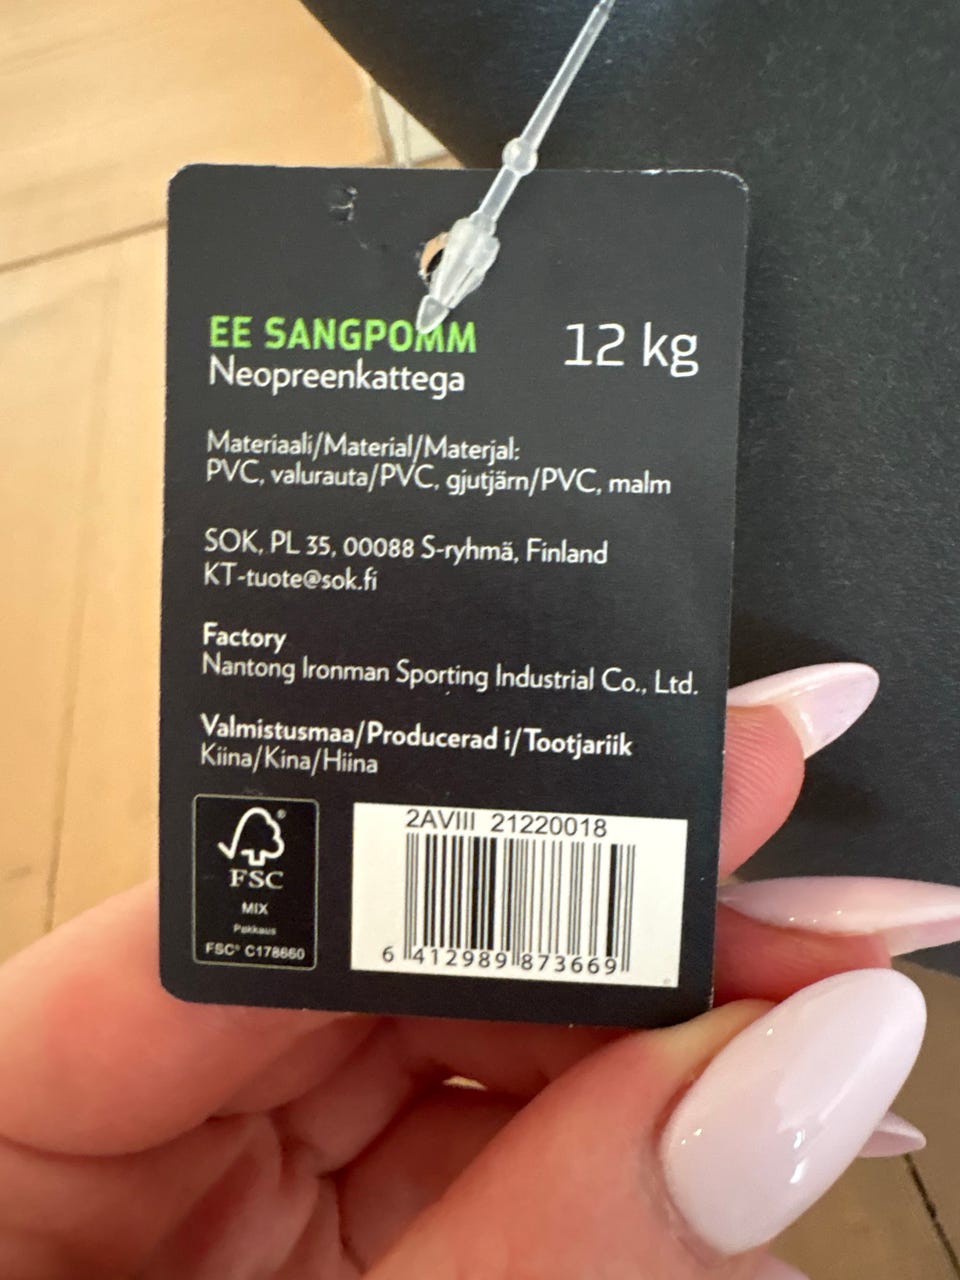 EE SANGPOMM
Neopreenkattega
12 kg
Materiaali/Material/Materjal:
PVC, valurauta/PVC, gjutjärn/PVC, malm
SOK, PL 35, 00088 S-ryhmä, Finland
KT-tuote@sok.fi
Factory
Nantong Ironman Sporting Industrial Co., Ltd.
Valmistusmaa/Producerad i/Tootjariik
Kiina/Kina/Hiina
FSC®
MIX
Pakkaus
FSC® C178660
2AVIII 21220018
6 412989 873669